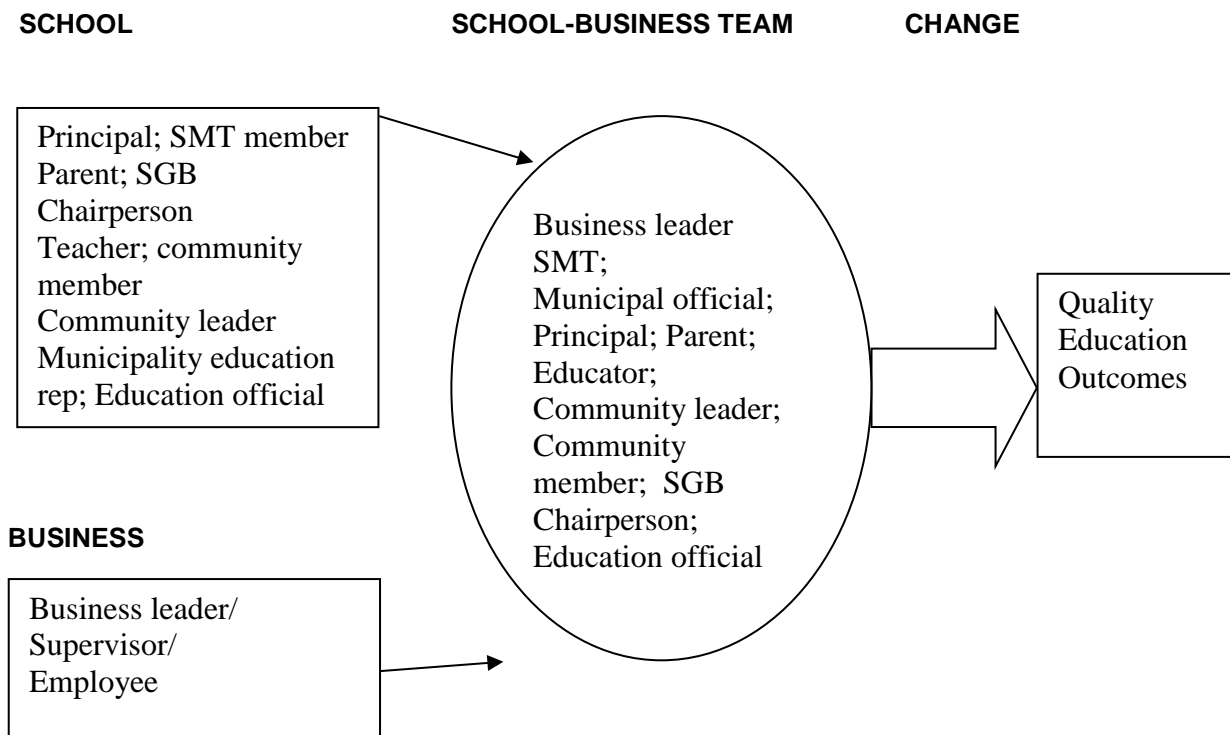 SCHOOL
SCHOOL-BUSINESS TEAM
CHANGE
Principal; SMT member
Parent; SGB
Chairperson
Teacher; community
member
Community leader
Municipality education
rep; Education official
Business leader
SMT;
Municipal official;
Principal; Parent;
Educator;
Community leader;
Community
member;  SGB
Chairperson;
Education official
Quality
Education
Outcomes
BUSINESS
Business leader/
Supervisor/
Employee